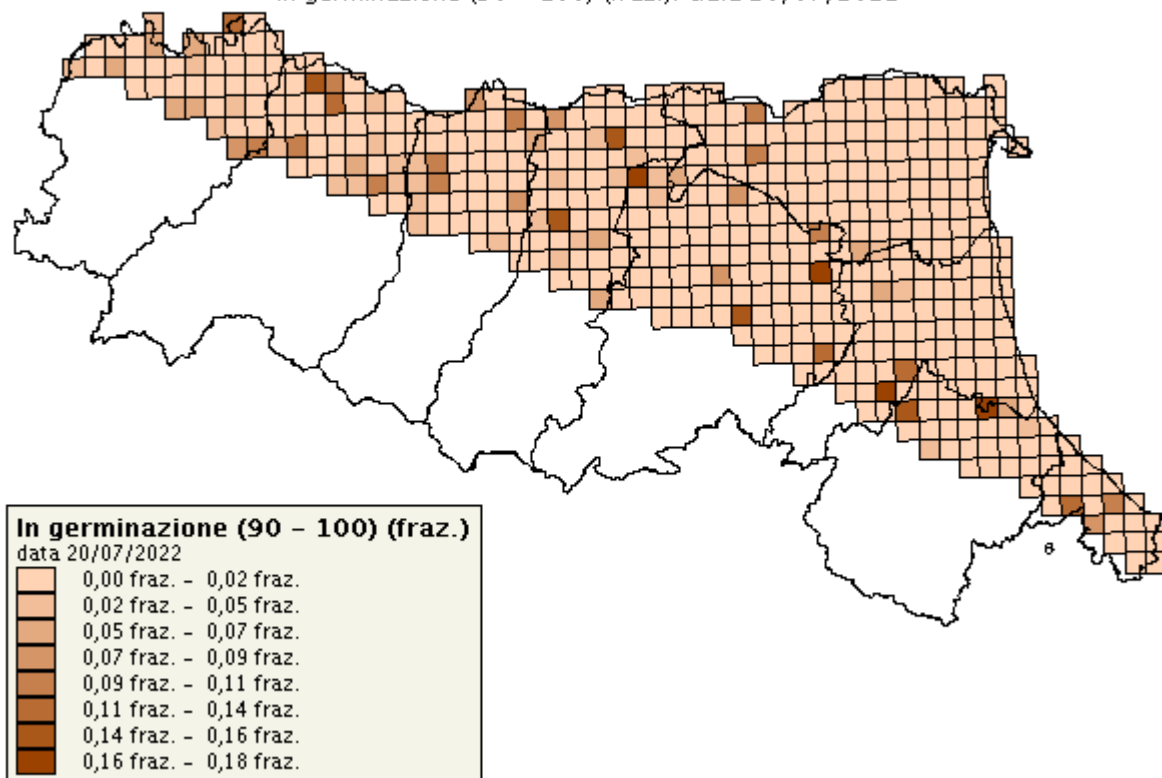 In germinazione (90 – 100) (fraz.)
data 20/07/2022
0,00 fraz. – 0,02 fraz.
0,02 fraz. – 0,05 fraz.
0,05 fraz. – 0,07 fraz.
0,07 fraz. – 0,09 fraz.
0,09 fraz. – 0,11 fraz.
0,11 fraz. – 0,14 fraz.
0,14 fraz. – 0,16 fraz.
0,16 fraz. – 0,18 fraz.